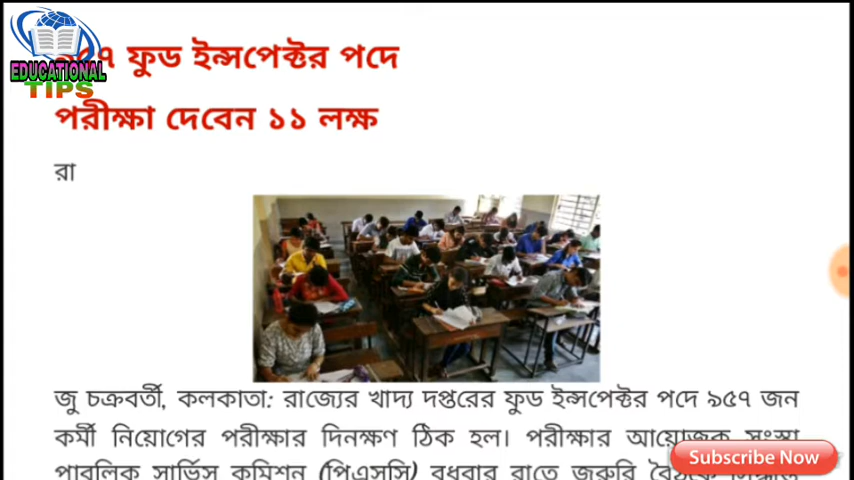 EDUCATIONAL
TIPS
৯৫৭ ফুড ইন্সপেক্টর পদে
পরীক্ষা দেবেন ১১ লক্ষ
রা
জু চক্রবর্তী, কলকাতা: রাজ্যের খাদ্য দপ্তরের ফুড ইন্সপেক্টর পদে ৯৫৭ জন
কর্মী নিয়োগের পরীক্ষার দিনক্ষণ ঠিক হল। পরীক্ষার আয়োজক সংস্থা
পাবলিক সার্ভিস কমিশন (পিএসসি) বুধবার রাতে জরুরি বৈঠকে
Subscribe Now